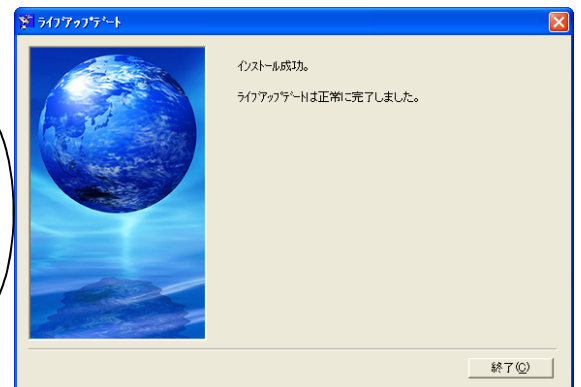 ライブアップデート
インストール成功。
ライブアップデートは正常に完了しました。
終了(C)